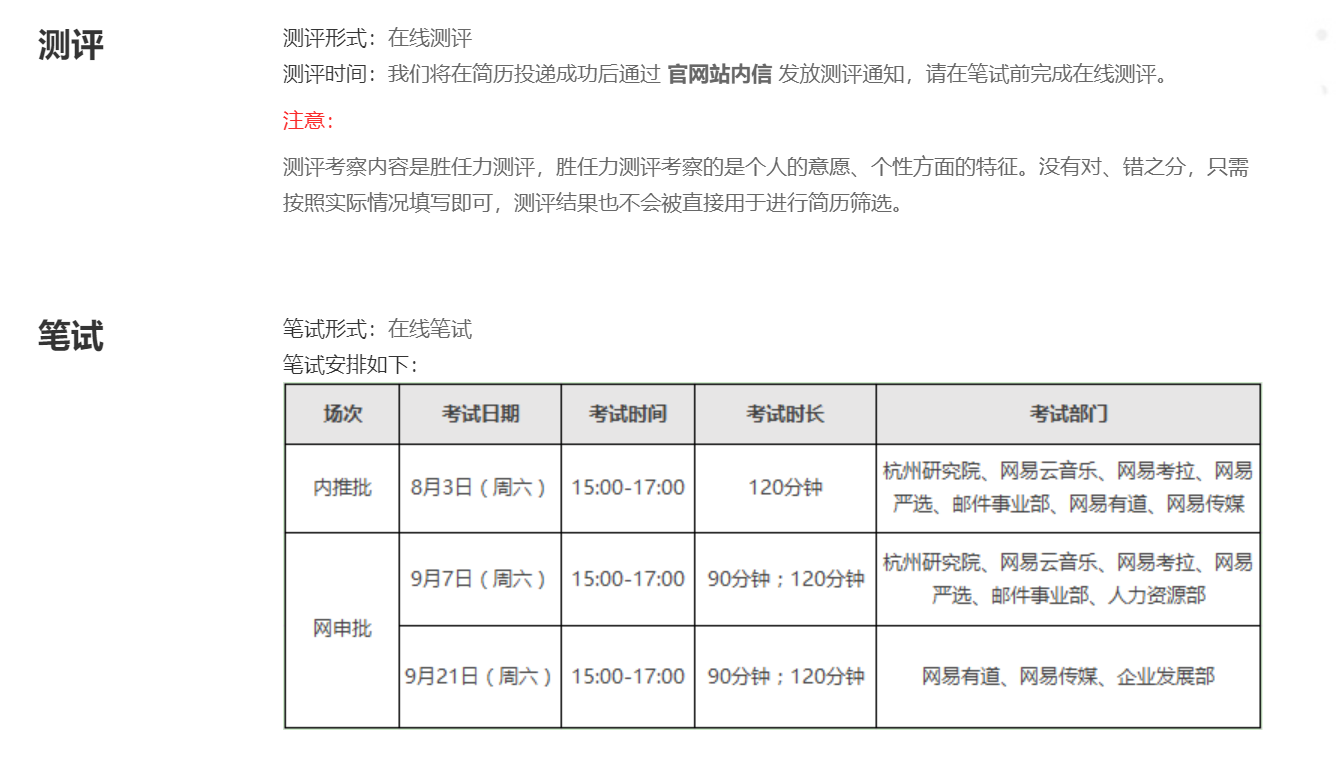 测评
测评形式：在线测评
测评时间：我们将在简历投递成功后通过 官网站内信 发放测评通知，请在笔试前完成在线测评。
注意：
测评考察内容是胜任力测评，胜任力测评考察的是个人的意愿、个性方面的特征。没有对、错之分，只需
按照实际情况填写即可，测评结果也不会被直接用于进行简历筛选。
笔试
笔试形式：在线笔试
笔试安排如下：
场次 考试日期 考试时间 考试时长 考试部门
内推批 8月3日（周六） 15:00-17:00 120分钟 杭州研究院、网易云音乐、网易考拉、网易
严选、邮件事业部、网易有道、网易传媒
网申批 9月7日（周六） 15:00-17:00 90分钟；120分钟 杭州研究院、网易云音乐、网易考拉、网易
严选、邮件事业部、人力资源部
9月21日（周六） 15:00-17:00 90分钟；120分钟 网易有道、网易传媒、企业发展部